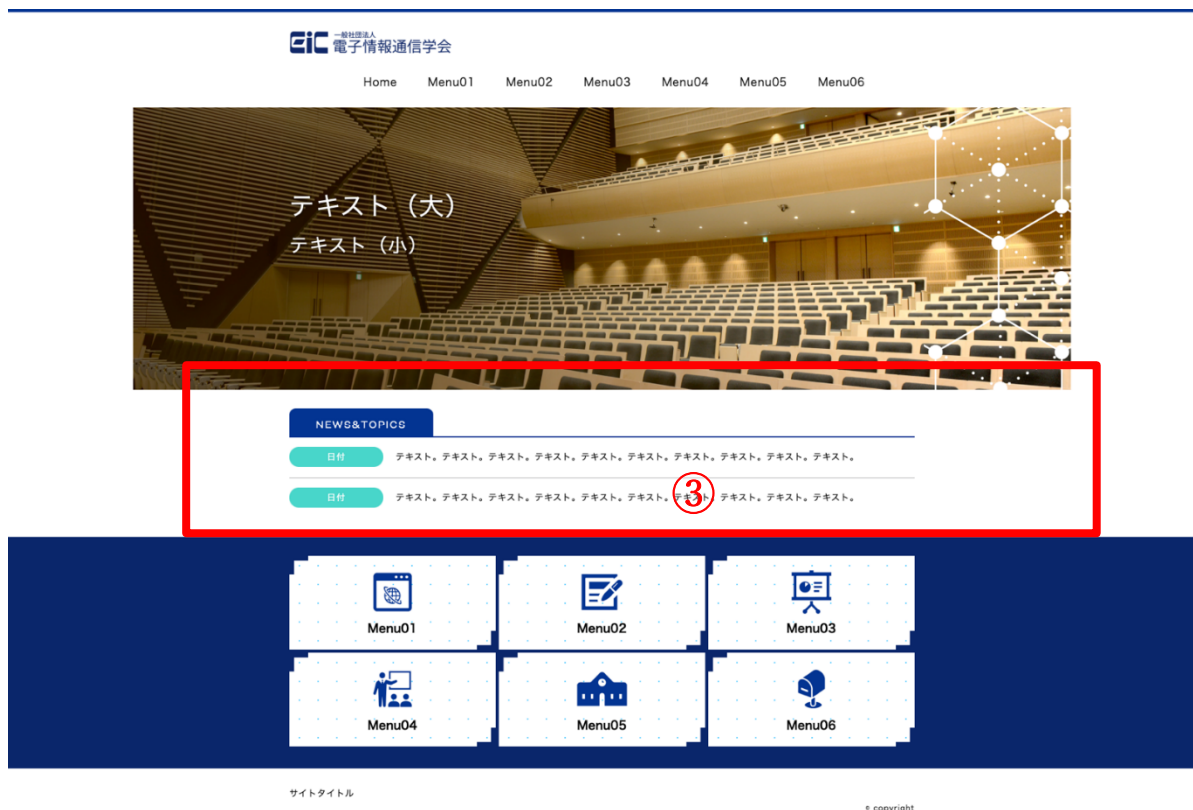 EiC 一般社団法人
電子情報通信学会
Home Menu01 Menu02 Menu03 Menu04 Menu05 Menu06
テキスト（大）
テキスト（小）
NEWS&TOPICS
日付 テキスト。テキスト。テキスト。テキスト。テキスト。テキスト。テキスト。テキスト。テキスト。テキスト。
日付 テキスト。テキスト。テキスト。テキスト。テキスト。テキスト。テキスト。テキスト。テキスト。テキスト。
③
Menu01 Menu02 Menu03
Menu04 Menu05 Menu06
サイトタイトル
© copyright